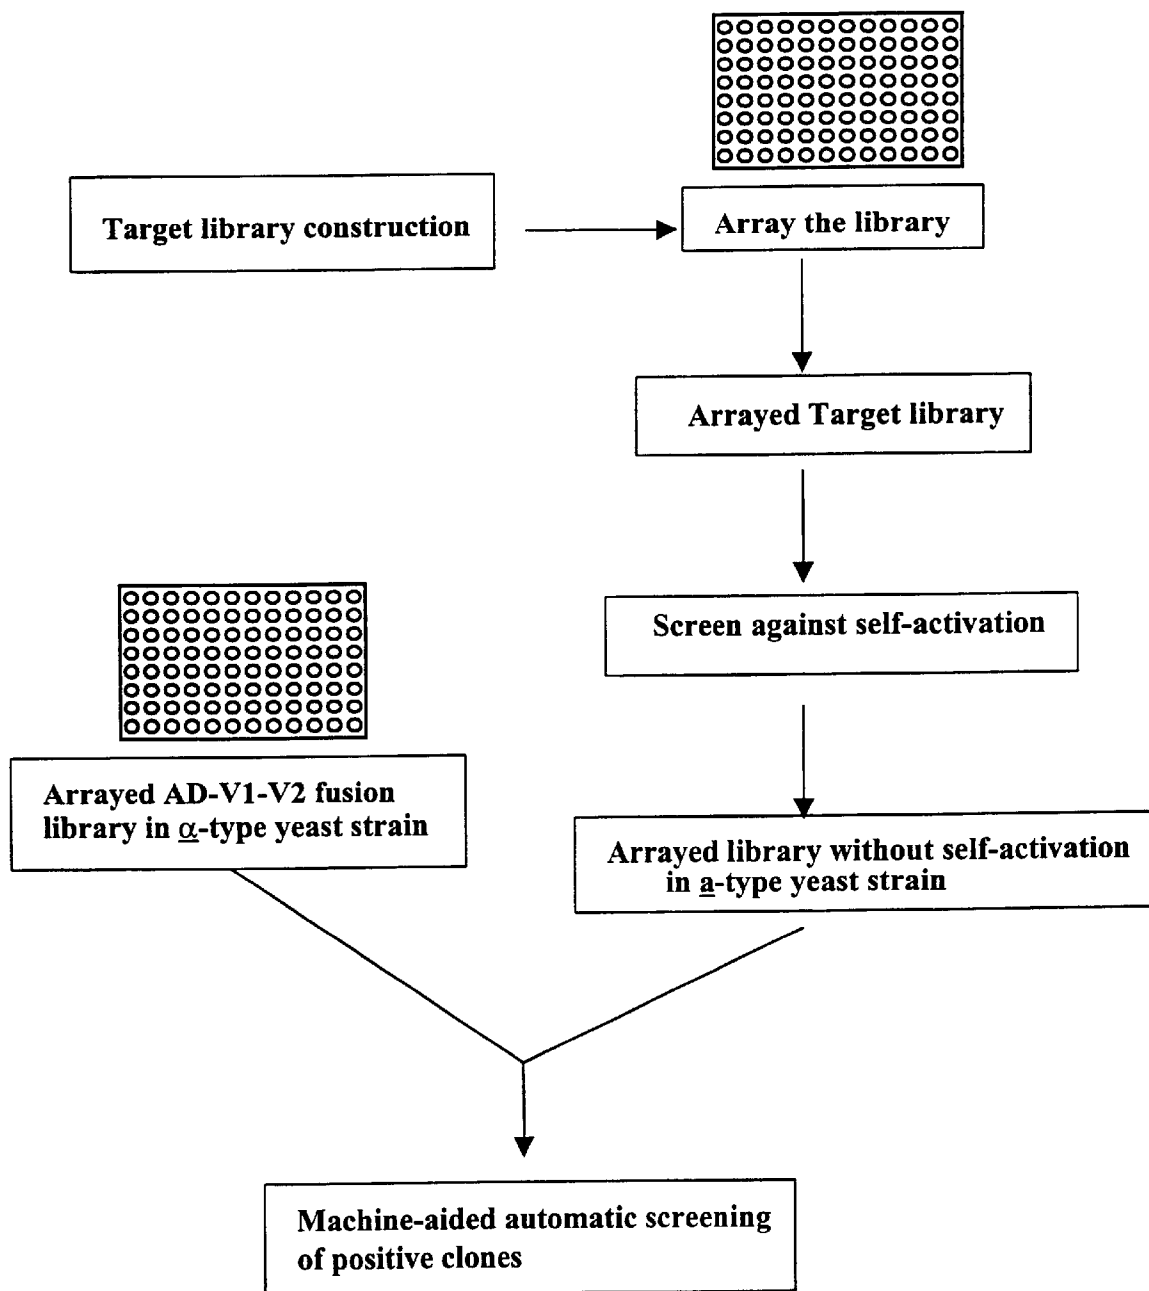 Target library construction
Array the library
Arrayed Target library
Screen against self-activation
Arrayed AD-V1-V2 fusion
library in α-type yeast strain
Arrayed library without self-activation
in a-type yeast strain
Machine-aided automatic screening
of positive clones